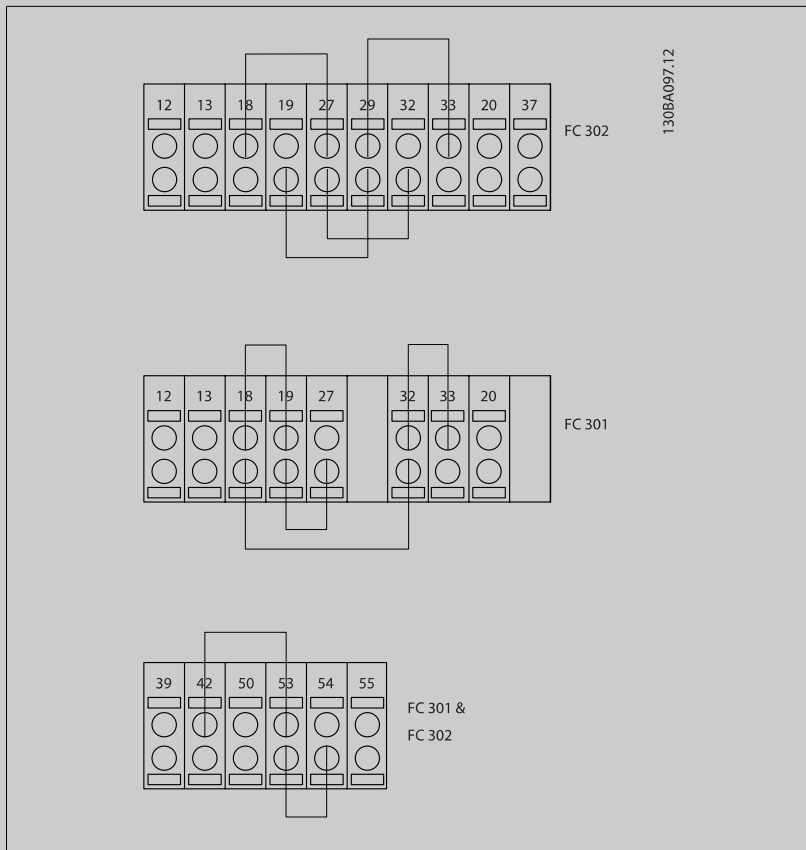 130BA097.12
12 13 18 19 27 29 32 33 20 37
FC 302
12 13 18 19 27 32 33 20
FC 301
39 42 50 53 54 55
FC 301 &
FC 302